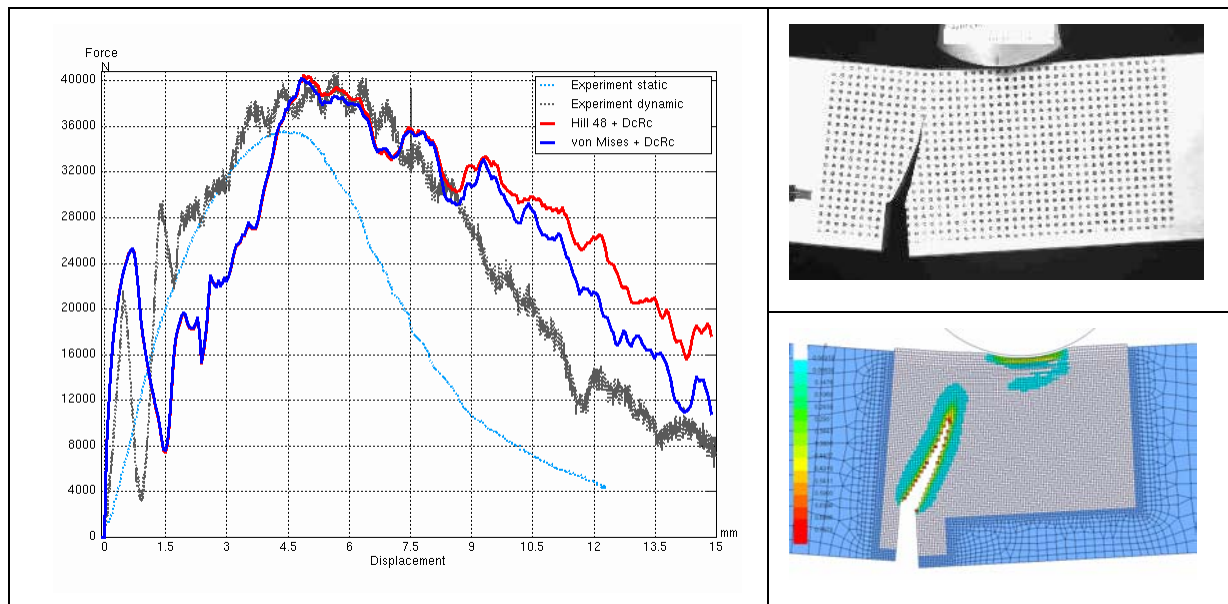 Force
N
40000
36000
32000
28000
24000
20000
16000
12000
8000
4000
0
Experiment static
Experiment dynamic
Hill 48 + DcRc
von Mises + DcRc
0 1.5 3 4.5 6 7.5 9 10.5 12 13.5 15
mm
Displacement